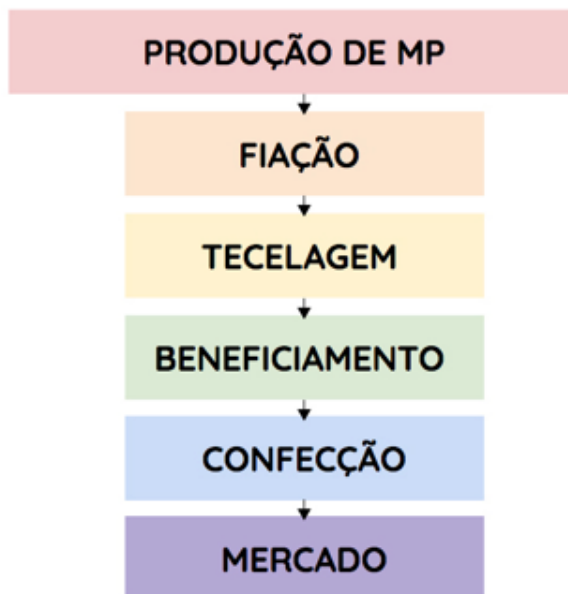 PRODUÇÃO DE MP
FIAÇÃO
TECELAGEM
BENEFICIAMENTO
CONFECÇÃO
MERCADO